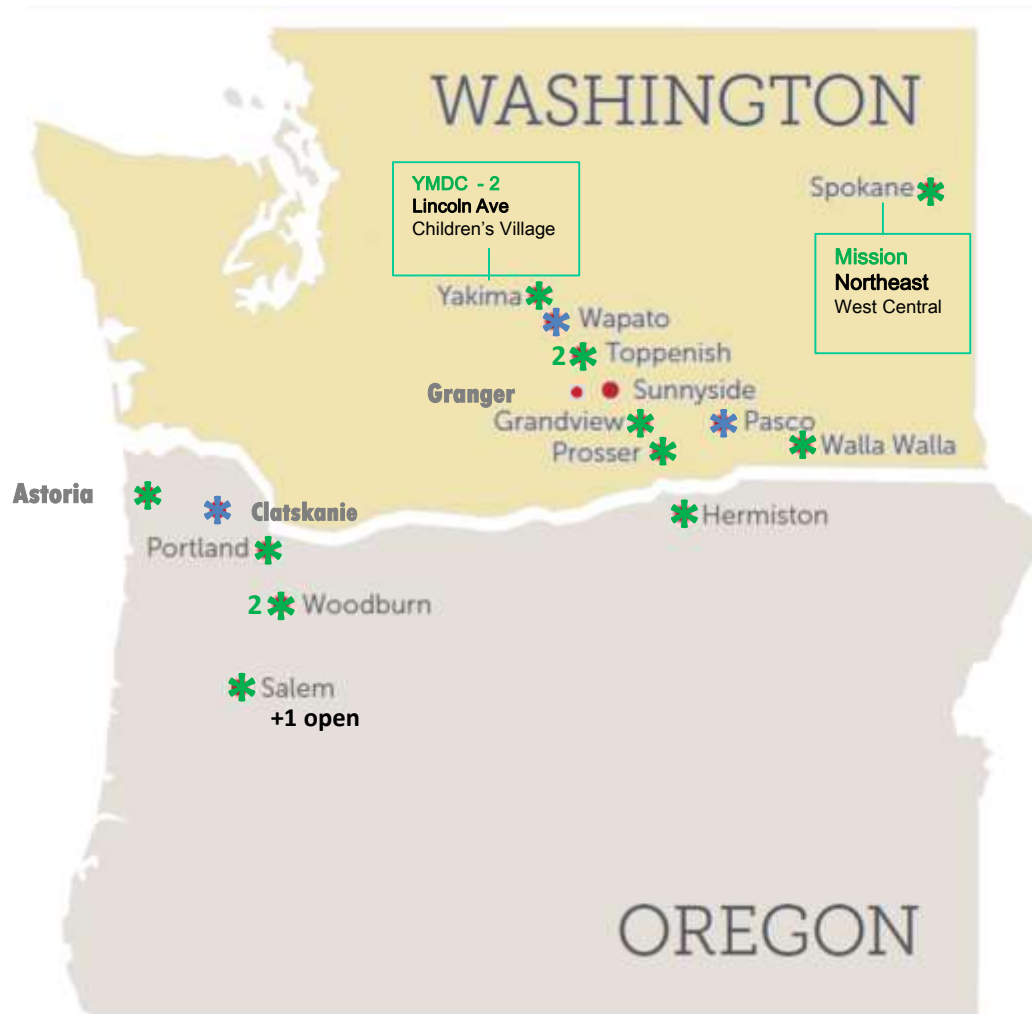 WASHINGTON
YMDC - 2
Lincoln Ave
Children's Village
Spokane
Mission
Northeast
West Central
Yakima
Wapato
2 Toppenish
Granger
Sunnyside
Grandview
Pasco
Prosser
Walla Walla
Astoria
Clatskanie
Hermiston
Portland
2 Woodburn
Salem
+1 open
OREGON